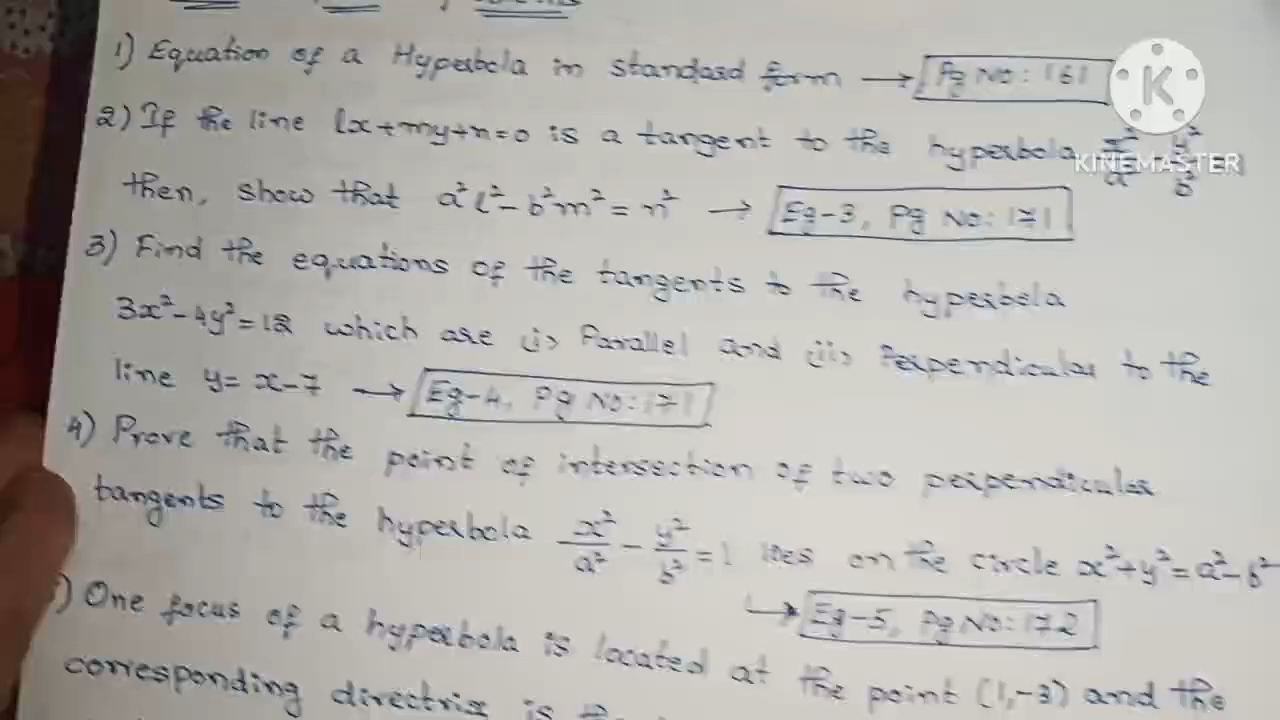 1) Equation of a Hyperbola in standard form → Pg No: 161
K
KINEMASTER
2) If the line lx+my+n=0 is a tangent to the hyperbola x²/a² y²/b²
then, show that a²l²-b²m²=n² → Eg-3, Pg No: 171
3) Find the equations of the tangents to the hyperbola
3x²-4y²=12 which are (i) Parallel and (ii) Perpendicular to the
line y=x-7 → Eg-4, Pg No: 171
4) Prove that the point of intersection of two perpendicular
tangents to the hyperbola x²/a² - y²/b² = 1 lies on the circle x²+y²=a²-b²
↳ Eg-5, Pg No: 172
) One focus of a hyperbola is located at the point (1,-3) and the
corresponding directrix is the